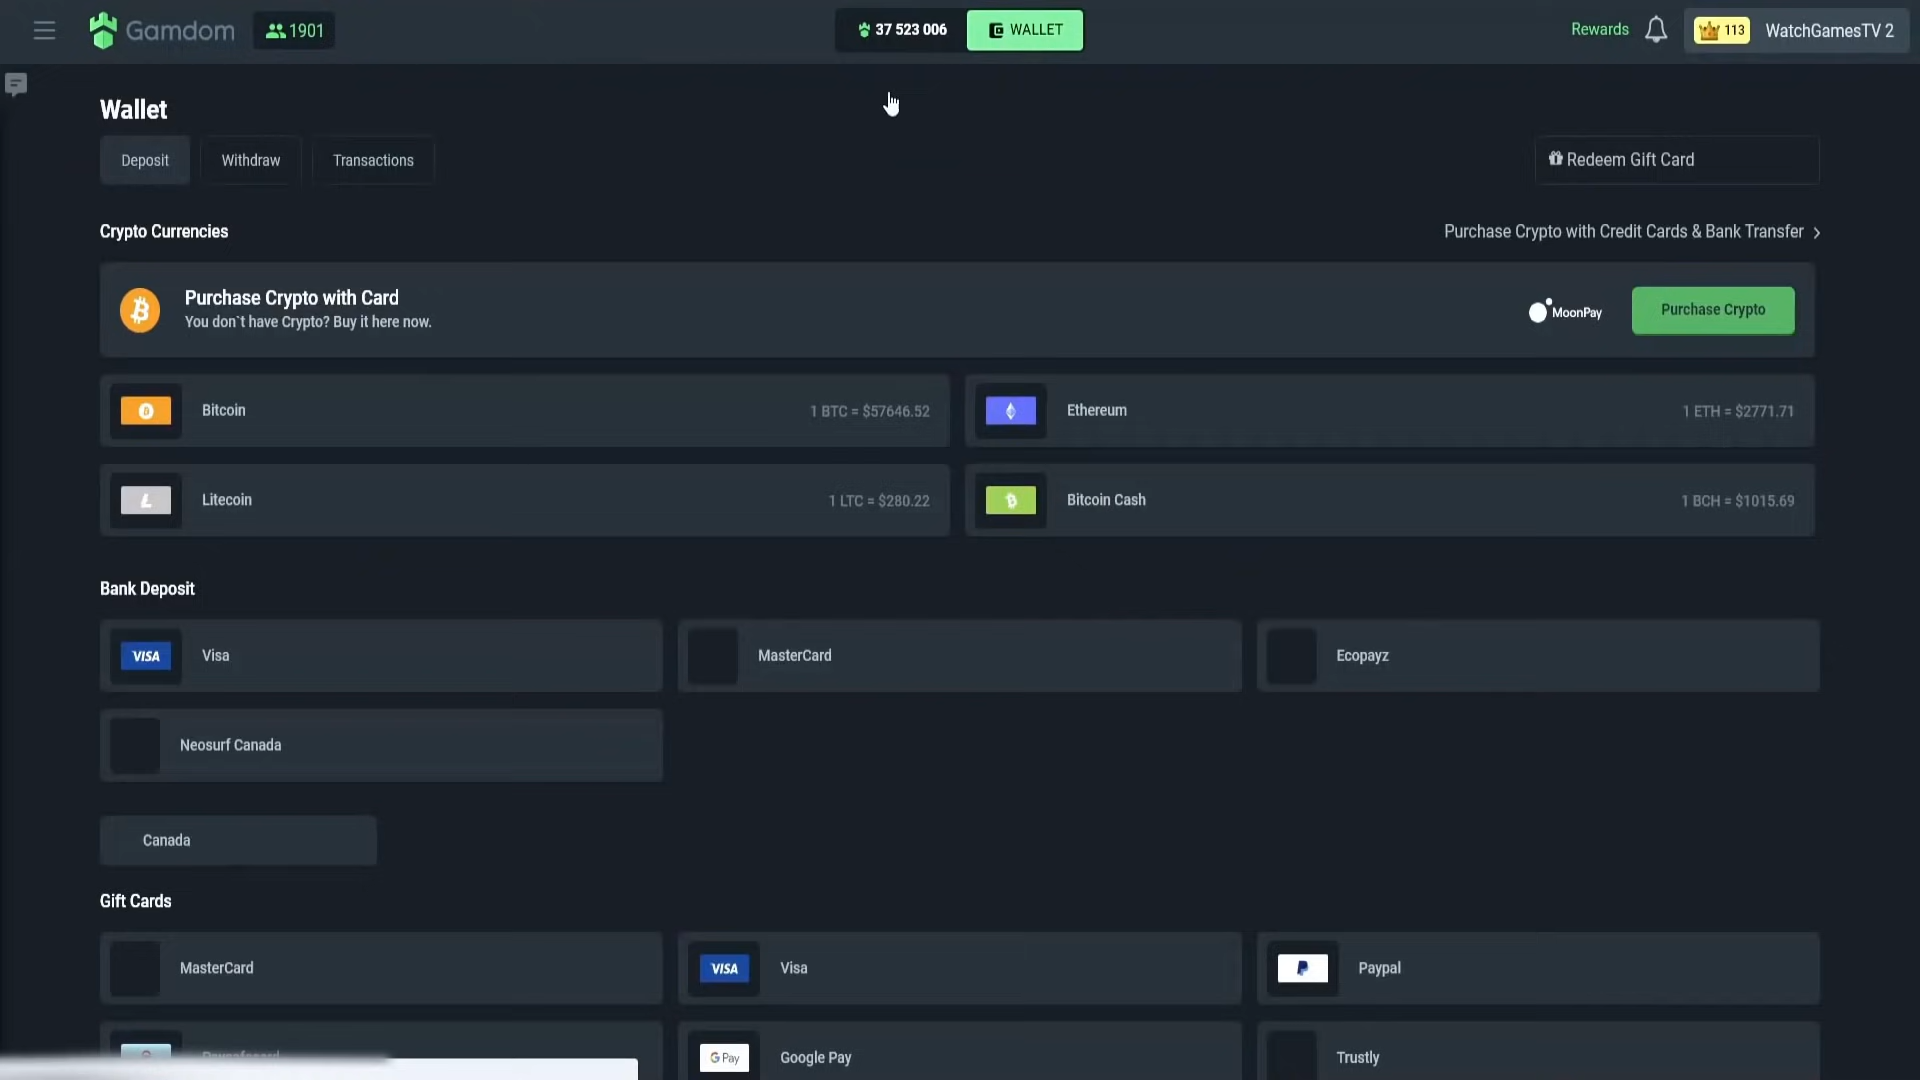 Gamdom
1901
37 523 006
WALLET
Rewards
113
WatchGamesTV 2
Wallet
Deposit
Withdraw
Transactions
Redeem Gift Card
Crypto Currencies
Purchase Crypto with Credit Cards & Bank Transfer
Purchase Crypto with Card
You don`t have Crypto? Buy it here now.
MoonPay
Purchase Crypto
Bitcoin
1 BTC = $57646.52
Ethereum
1 ETH = $2771.71
Litecoin
1 LTC = $280.22
Bitcoin Cash
1 BCH = $1015.69
Bank Deposit
VISA
Visa
MasterCard
Ecopayz
Neosurf Canada
Canada
Gift Cards
MasterCard
VISA
Visa
Paypal
G Pay
Google Pay
Trustly